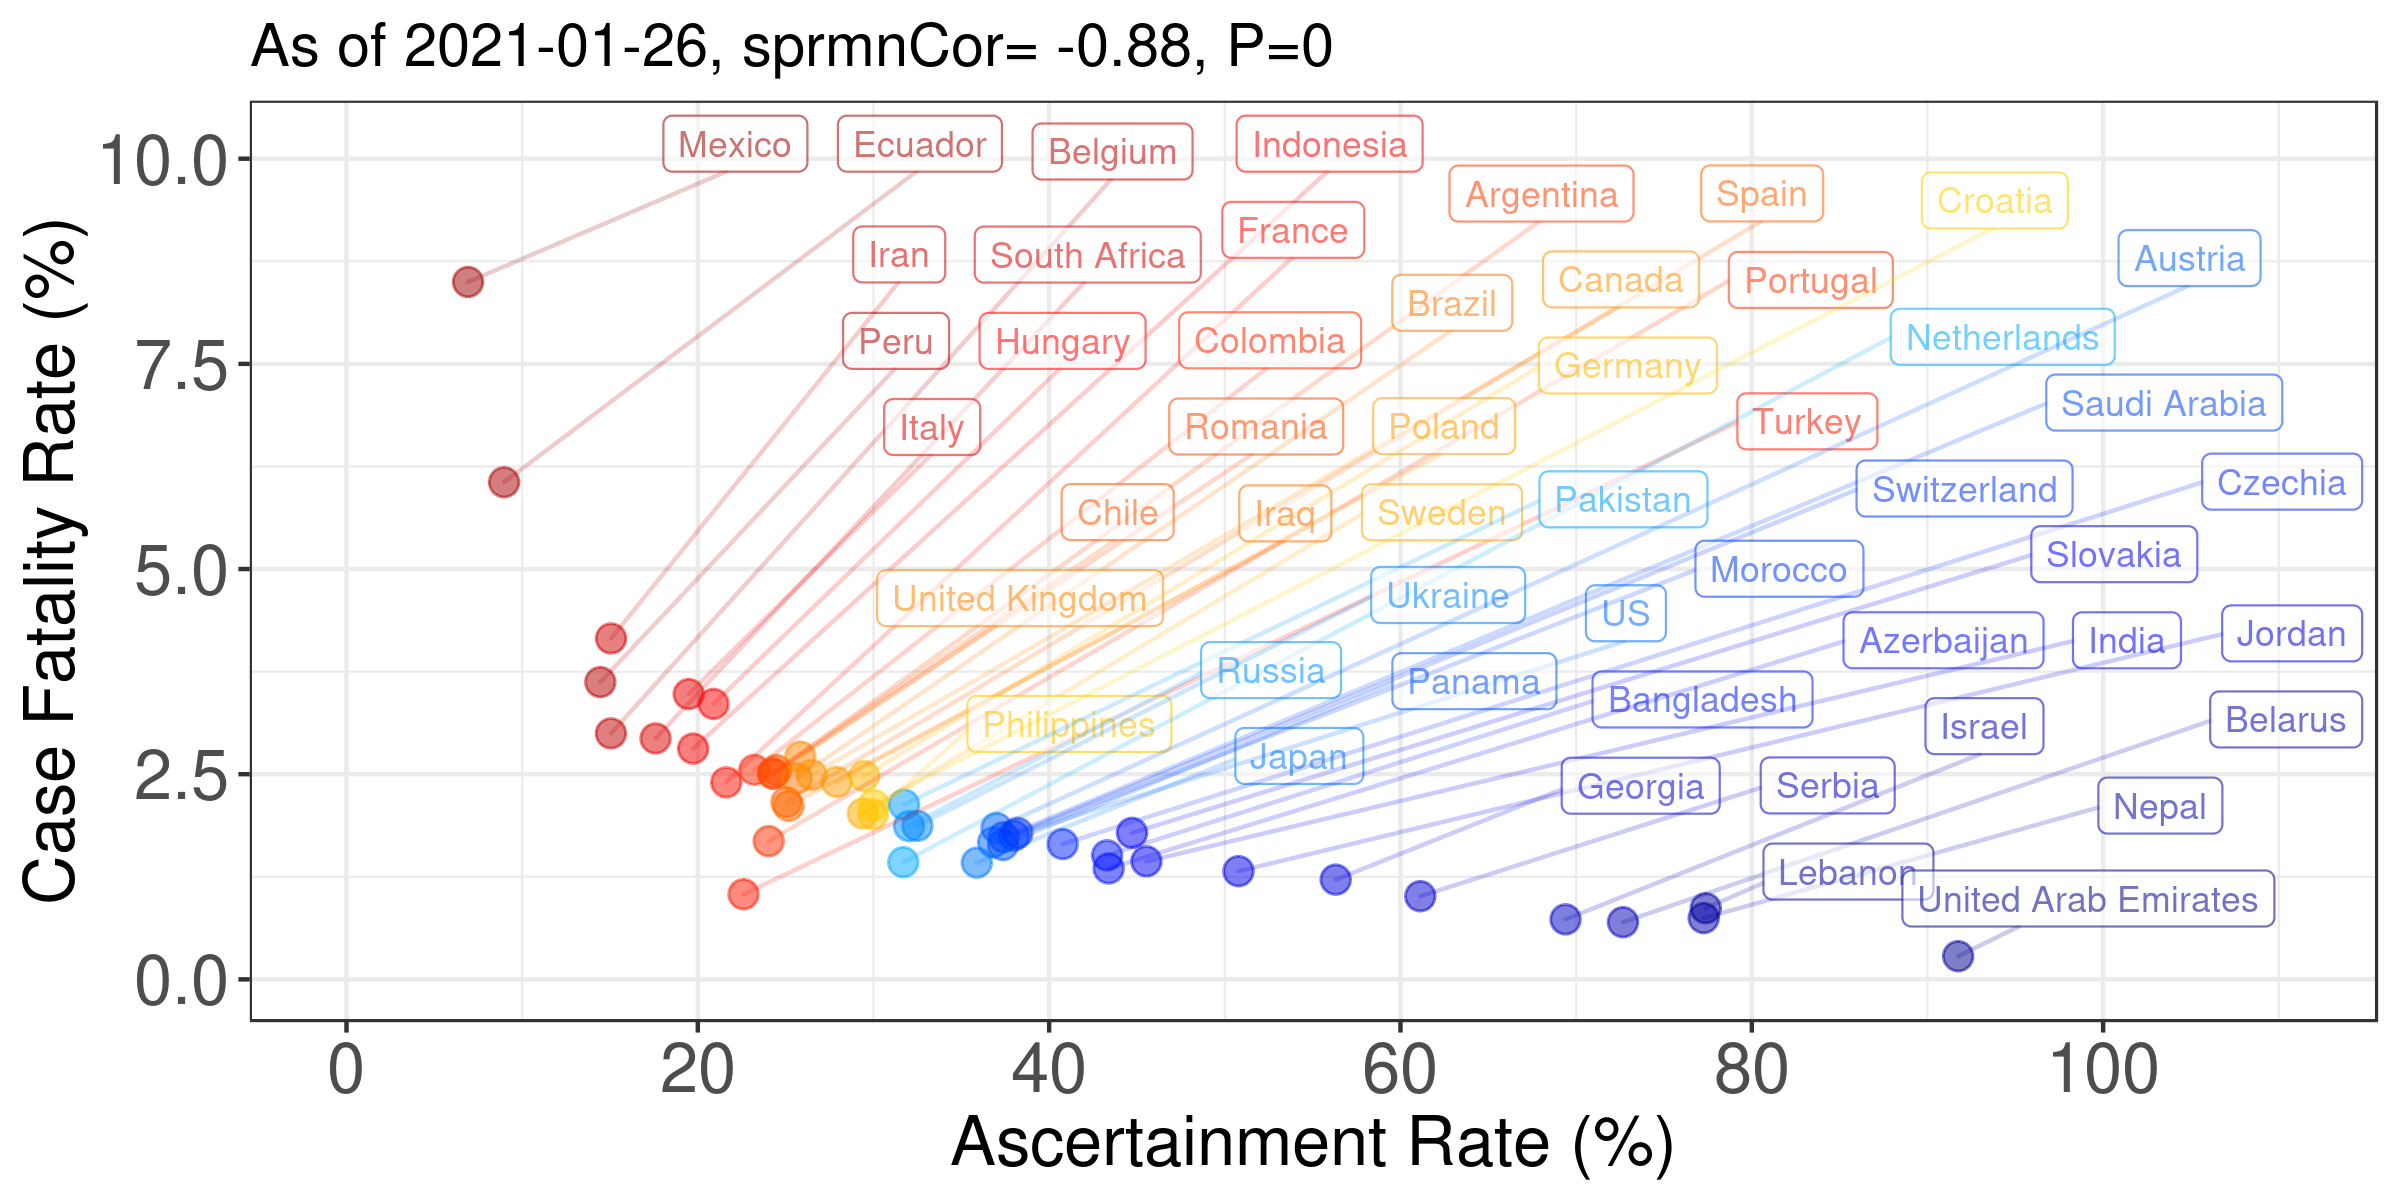 As of 2021-01-26, sprmnCor= -0.88, P=0
Case Fatality Rate (%)
10.0
7.5
5.0
2.5
0.0
Mexico
Ecuador
Belgium
Indonesia
Argentina
Spain
Croatia
France
Iran
South Africa
Canada
Portugal
Austria
Brazil
Peru
Hungary
Colombia
Germany
Netherlands
Italy
Romania
Poland
Turkey
Saudi Arabia
Chile
Iraq
Sweden
Pakistan
Switzerland
Czechia
United Kingdom
Ukraine
US
Morocco
Slovakia
Russia
Panama
Azerbaijan
India
Jordan
Philippines
Japan
Bangladesh
Israel
Belarus
Georgia
Serbia
Nepal
Lebanon
United Arab Emirates
0
20
40
60
80
100
Ascertainment Rate (%)